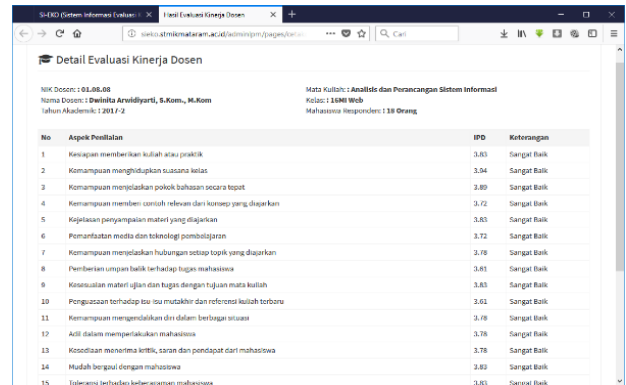 SI-EKO (Sistem Informasi Evaluasi K
Hasil Evaluasi Kinerja Dosen
sieko.stmikmataram.ac.id/admin/pm/pages/detail
Cari
Detail Evaluasi Kinerja Dosen
NIK Dosen: : 01.08.08
Mata Kuliah: : Analisis dan Perancangan Sistem Informasi
Nama Dosen: : Dwinita Arwidiyarti, S.Kom., M.Kom
Kelas: : 16MI Web
Tahun Akademik: : 2017-2
Mahasiswa Responden: : 18 Orang
No Aspek Penilaian IPD Keterangan
1 Kesiapan memberikan kuliah atau praktik 3.83 Sangat Baik
2 Kemampuan menghidupkan suasana kelas 3.94 Sangat Baik
3 Kemampuan menjelaskan pokok bahasan secara tepat 3.89 Sangat Baik
4 Kemampuan memberi contoh relevan dari konsep yang diajarkan 3.72 Sangat Baik
5 Kejelasan penyampaian materi yang diajarkan 3.83 Sangat Baik
6 Pemanfaatan media dan teknologi pembelajaran 3.72 Sangat Baik
7 Kemampuan menjelaskan hubungan setiap topik yang diajarkan 3.78 Sangat Baik
8 Pemberian umpan balik terhadap tugas mahasiswa 3.61 Sangat Baik
9 Kesesuaian materi ujian dan tugas dengan tujuan mata kuliah 3.83 Sangat Baik
10 Penguasaan terhadap isu-isu mutakhir dan referensi kuliah terbaru 3.61 Sangat Baik
11 Kemampuan mengendalikan diri dalam berbagai situasi 3.78 Sangat Baik
12 Adil dalam memperlakukan mahasiswa 3.78 Sangat Baik
13 Kesediaan menerima kritik, saran dan pendapat dari mahasiswa 3.78 Sangat Baik
14 Mudah bergaul dengan mahasiswa 3.83 Sangat Baik
15 Toleransi terhadap keberagaman mahasiswa 3.83 Sangat Baik